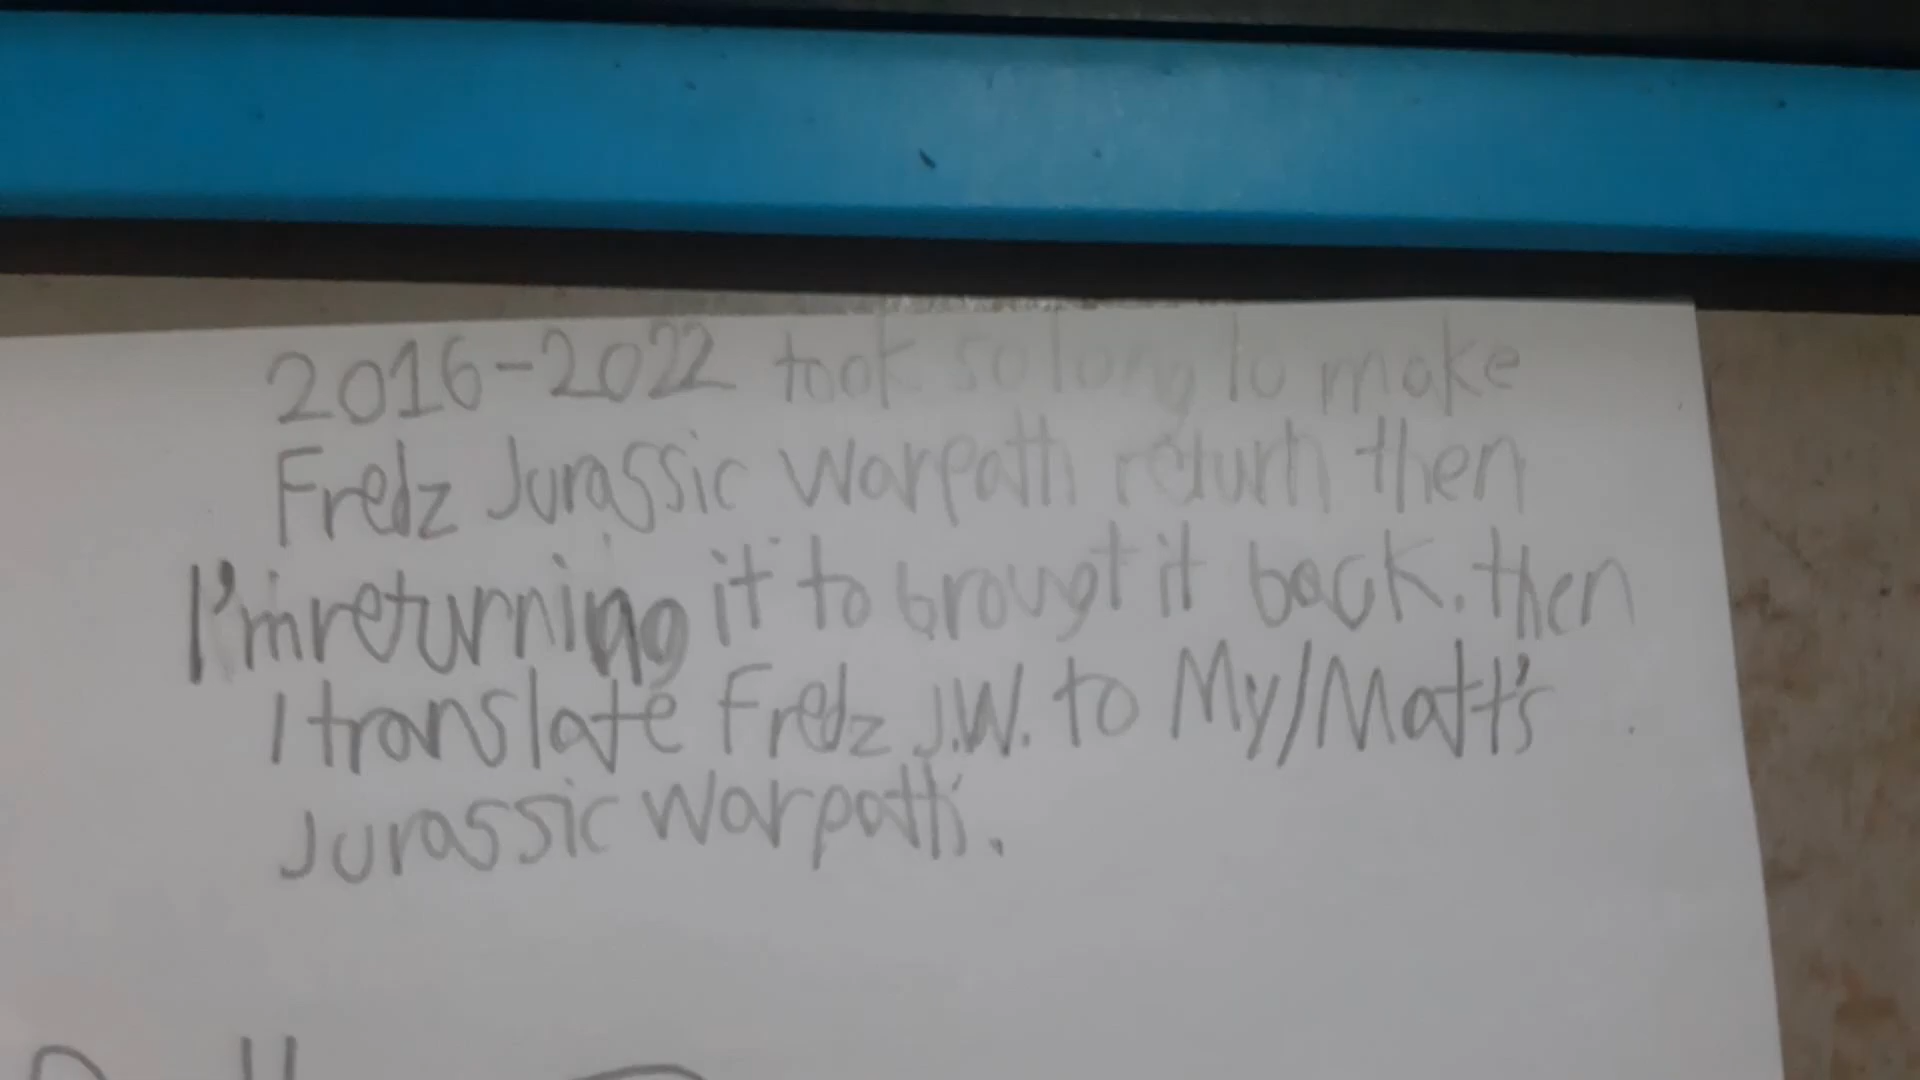 2016-2022 took so long to make
Fredz Jurassic Warpath return then
I'm returning it to brougt it back. then
I translate Fredz J.W. to My/Matt's
Jurassic Warpath.